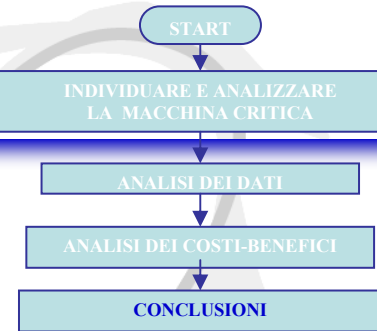 START
INDIVIDUARE E ANALIZZARE
LA MACCHINA CRITICA
ANALISI DEI DATI
ANALISI DEI COSTI-BENEFICI
CONCLUSIONI